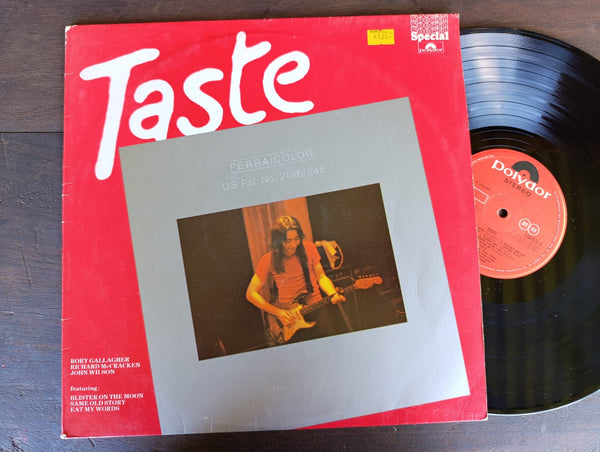 Special
polydor
Taste
PERRA/COLOR
US Pat. No. 2196/248
RORY GALLAGHER
RICHARD McCRACKEN
JOHN WILSON
featuring:
BLISTER ON THE MOON
SAME OLD STORY
EAT MY WORDS
polydor
STEREO